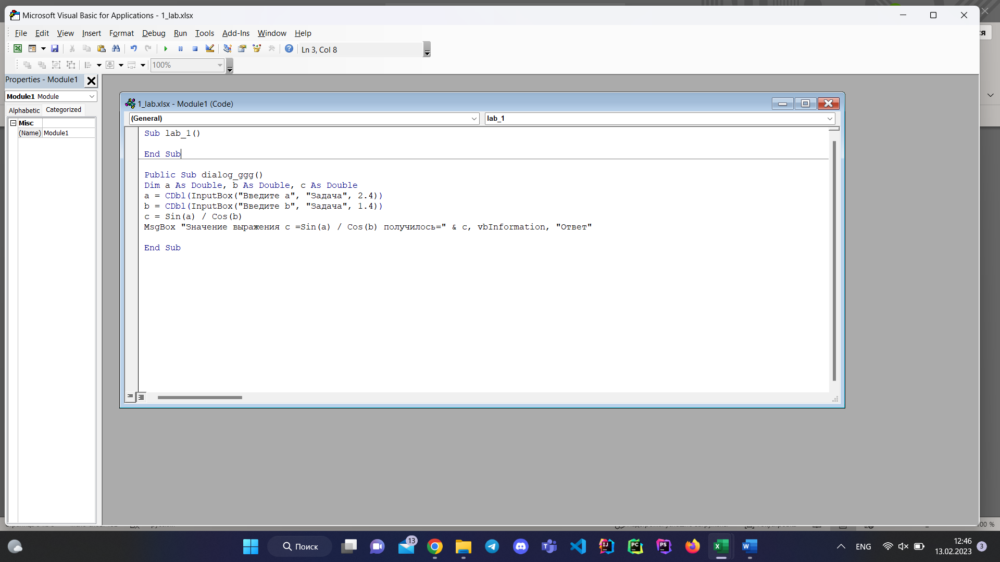 Microsoft Visual Basic for Applications - 1_lab.xlsx
File Edit View Insert Format Debug Run Tools Add-Ins Window Help
Ln 3, Col 8
100%
Properties - Module1
Module1 Module
Alphabetic Categorized
Misc
(Name) Module1
1_lab.xlsx - Module1 (Code)
(General) lab_1
Sub lab_1()
End Sub
Public Sub dialog_ggg()
Dim a As Double, b As Double, c As Double
a = CDbl(InputBox("Введите a", "Задача", 2.4))
b = CDbl(InputBox("Введите b", "Задача", 1.4))
c = Sin(a) / Cos(b)
MsgBox "Значение выражения c =Sin(a) / Cos(b) получилось=" & c, vbInformation, "Ответ"
End Sub
Поиск
13
ENG
12:46
13.02.2023
3